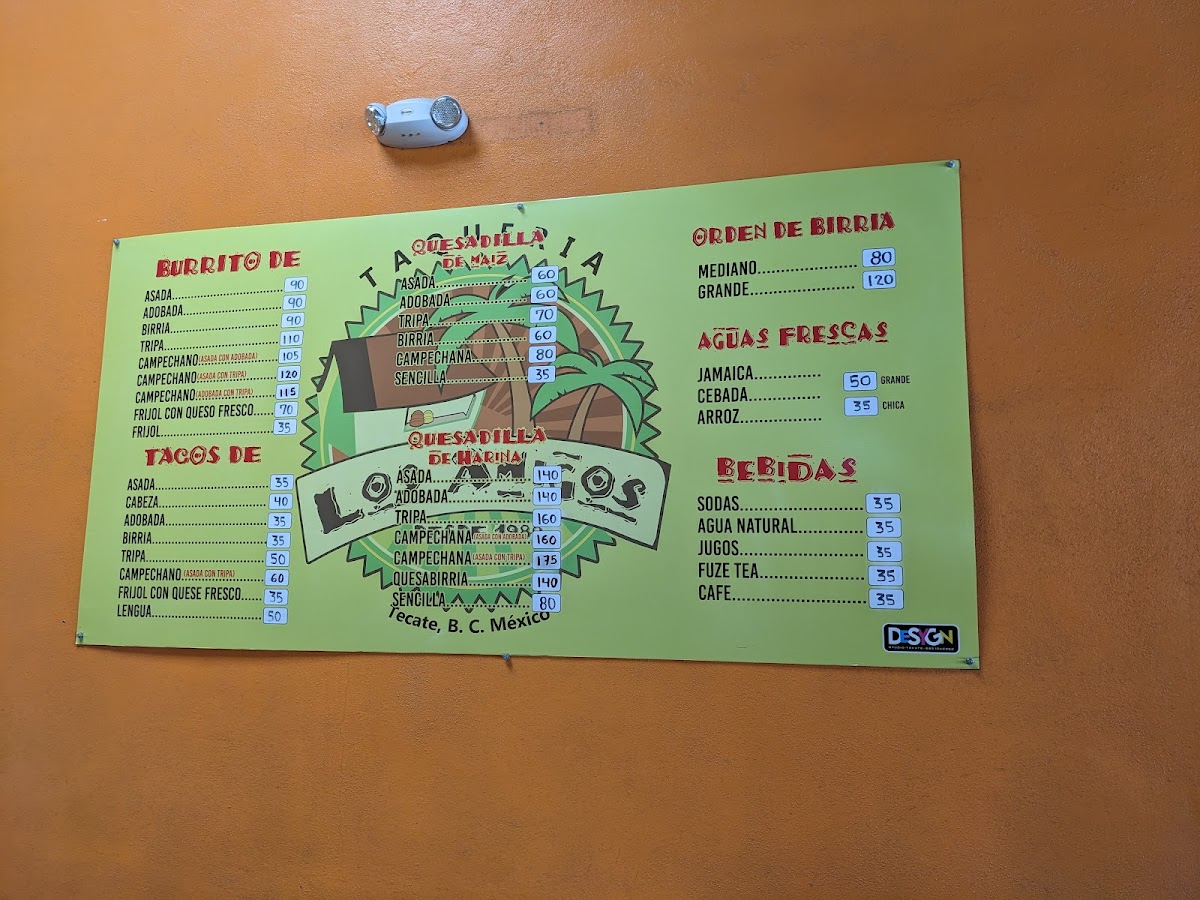 TAQUERIA
LOS AMIGOS
DESDE 198
Tecate, B. C. México
BURRITO DE
ASADA 90
ADOBADA 90
BIRRIA 90
TRIPA 110
CAMPECHANO (ASADA CON ADOBADA) 105
CAMPECHANO (ASADA CON TRIPA) 120
CAMPECHANO (ADOBADA CON TRIPA) 115
FRIJOL CON QUESO FRESCO 70
FRIJOL 35
TACOS DE
ASADA 35
CABEZA 40
ADOBADA 35
BIRRIA 35
TRIPA 50
CAMPECHANO (ASADA CON TRIPA) 60
FRIJOL CON QUESE FRESCO 35
LENGUA 50
QUESADILLA
DE MAIZ
ASADA 60
ADOBADA 60
TRIPA 70
BIRRIA 60
CAMPECHANA 80
SENCILLA 35
QUESADILLA
DE HARINA
ASADA 140
ADOBADA 140
TRIPA 160
CAMPECHANA (ASADA CON ADOBADA) 160
CAMPECHANA (ASADA CON TRIPA) 175
QUESABIRRIA 140
SENCILLA 80
ORDEN DE BIRRIA
MEDIANO 80
GRANDE 120
AGUAS FRESCAS
JAMAICA
CEBADA
ARROZ
50 GRANDE
35 CHICA
BEBIDAS
SODAS 35
AGUA NATURAL 35
JUGOS 35
FUZE TEA 35
CAFE 35
DESYGN